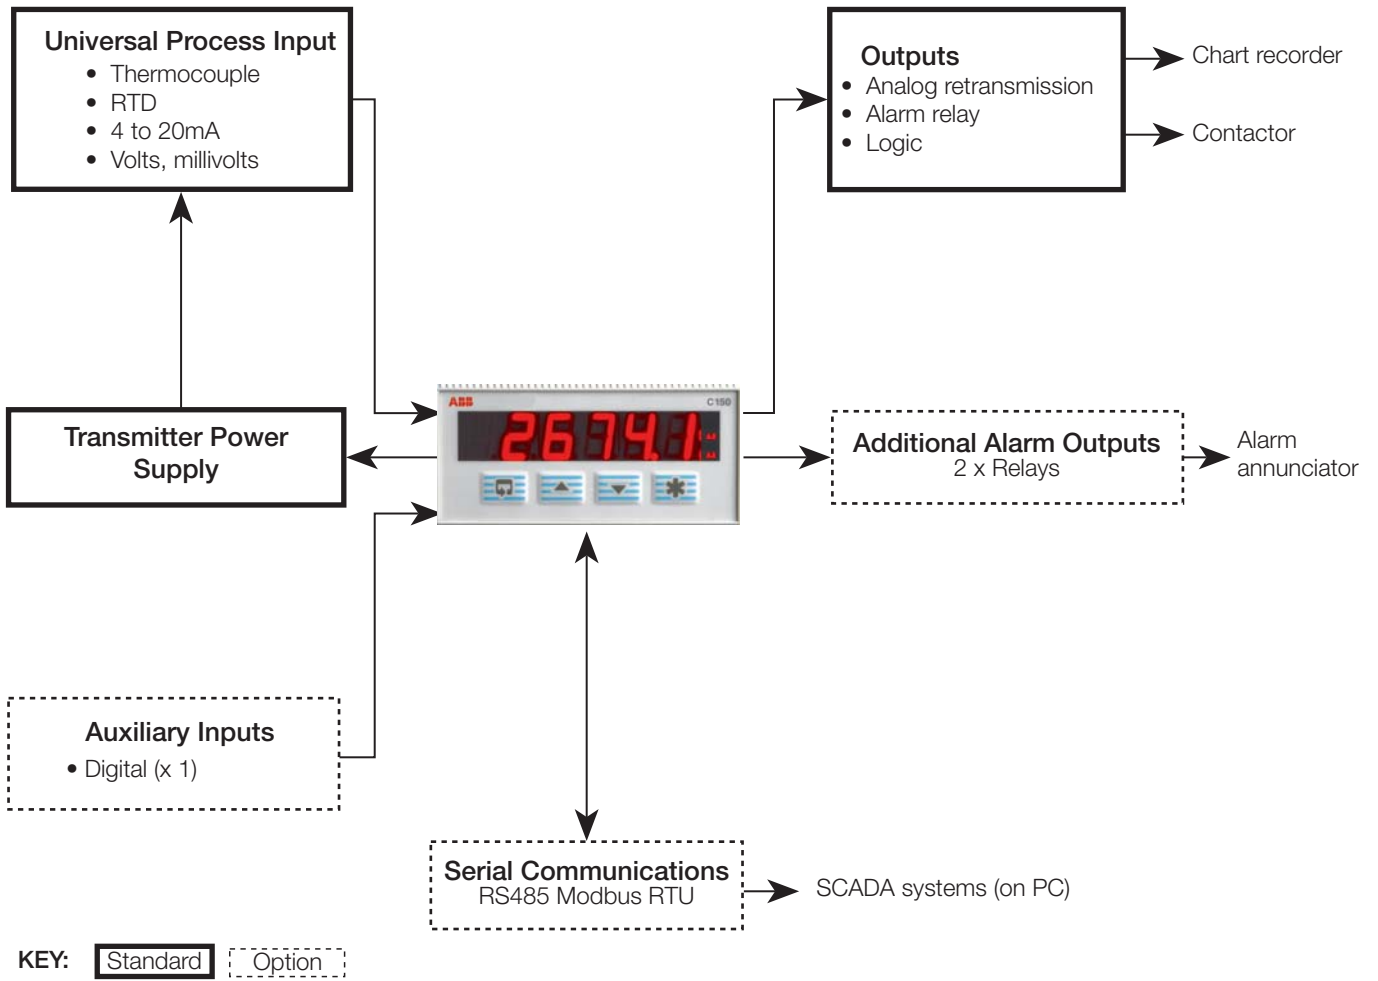 Universal Process Input
• Thermocouple
• RTD
• 4 to 20mA
• Volts, millivolts
Outputs
• Analog retransmission
• Alarm relay
• Logic
Chart recorder
Contactor
Transmitter Power
Supply
ABB
C150
2674.1
Additional Alarm Outputs
2 x Relays
Alarm
annunciator
Auxiliary Inputs
• Digital (x 1)
Serial Communications
RS485 Modbus RTU
SCADA systems (on PC)
KEY:
Standard
Option